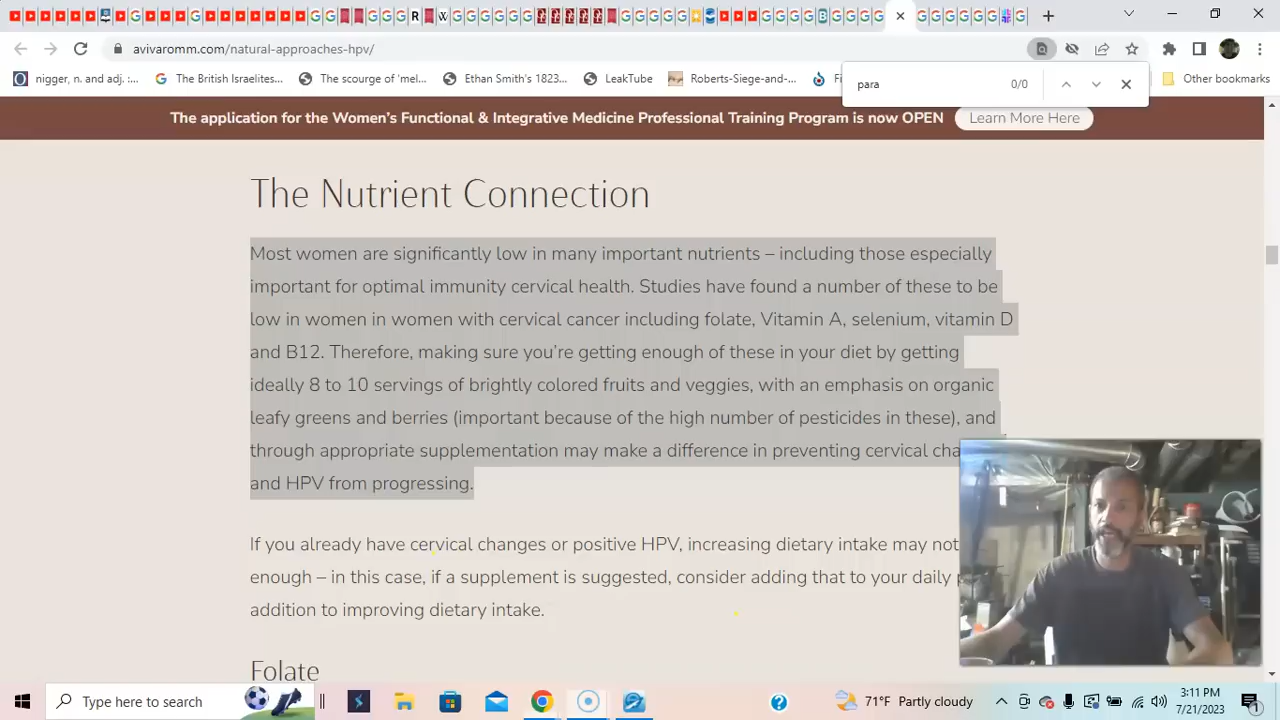 avivaromm.com/natural-approaches-hpv/
nigger, n. and adj. :... The British Israelites... The scourge of 'mel... Ethan Smith's 1823... LeakTube Roberts-Siege-and-... Fi Other bookmarks
para 0/0
The application for the Women's Functional & Integrative Medicine Professional Training Program is now OPEN Learn More Here
The Nutrient Connection
Most women are significantly low in many important nutrients – including those especially
important for optimal immunity cervical health. Studies have found a number of these to be
low in women in women with cervical cancer including folate, Vitamin A, selenium, vitamin D
and B12. Therefore, making sure you're getting enough of these in your diet by getting
ideally 8 to 10 servings of brightly colored fruits and veggies, with an emphasis on organic
leafy greens and berries (important because of the high number of pesticides in these), and
through appropriate supplementation may make a difference in preventing cervical cha
and HPV from progressing.
If you already have cervical changes or positive HPV, increasing dietary intake may not
enough – in this case, if a supplement is suggested, consider adding that to your daily p
addition to improving dietary intake.
Folate
Type here to search
71°F Partly cloudy
3:11 PM
7/21/2023